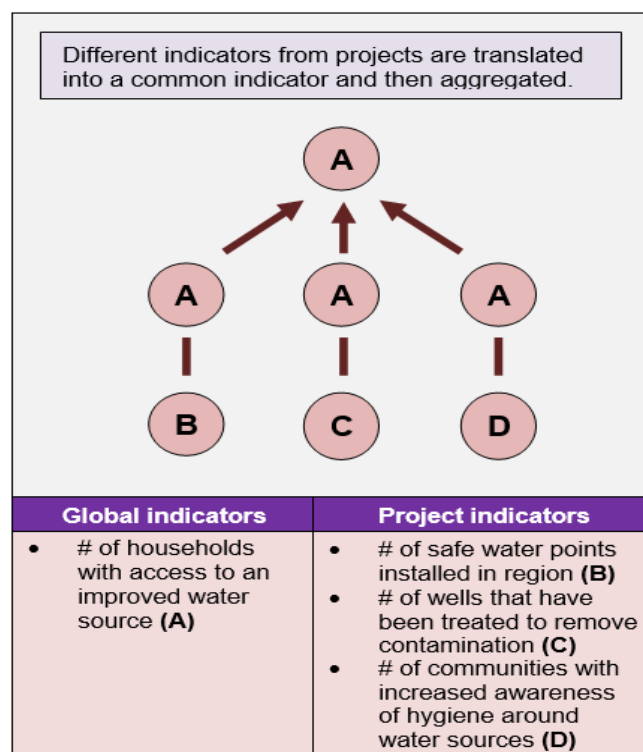 Different indicators from projects are translated
into a common indicator and then aggregated.
A
A
A
A
B
C
D
Global indicators
• # of households
with access to an
improved water
source (A)
Project indicators
• # of safe water points
installed in region (B)
• # of wells that have
been treated to remove
contamination (C)
• # of communities with
increased awareness
of hygiene around
water sources (D)